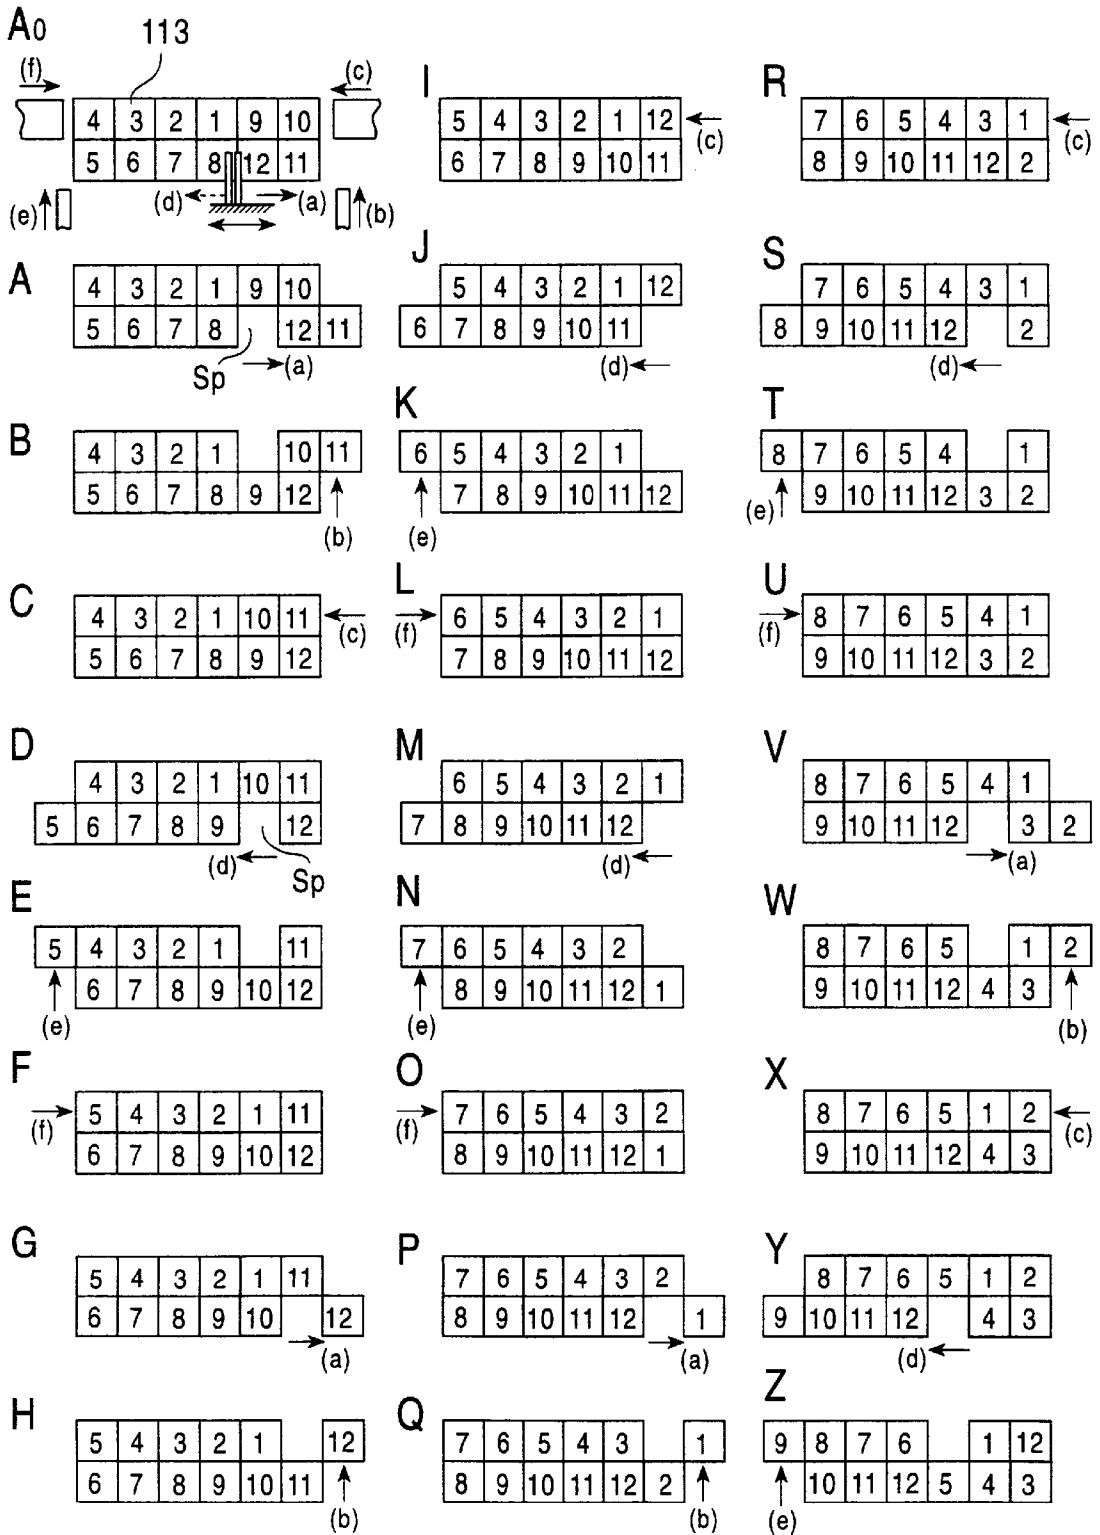 A0
113
(f)
(c)
4 3 2 1 9 10
5 6 7 8 12 11
(d) (a)
(e) (b)
A
4 3 2 1 9 10
5 6 7 8 12 11
Sp (a)
B
4 3 2 1 10 11
5 6 7 8 9 12
(b)
C
4 3 2 1 10 11
(c)
5 6 7 8 9 12
D
4 3 2 1 10 11
5 6 7 8 9 12
(d) Sp
E
5 4 3 2 1 11
6 7 8 9 10 12
(e)
F
5 4 3 2 1 11
(f)
6 7 8 9 10 12
G
5 4 3 2 1 11
6 7 8 9 10 12
(a)
H
5 4 3 2 1 12
6 7 8 9 10 11
(b)
I
5 4 3 2 1 12
(c)
6 7 8 9 10 11
J
5 4 3 2 1 12
6 7 8 9 10 11
(d)
K
6 5 4 3 2 1
7 8 9 10 11 12
(e)
L
6 5 4 3 2 1
(f)
7 8 9 10 11 12
M
6 5 4 3 2 1
7 8 9 10 11 12
(d)
N
7 6 5 4 3 2
8 9 10 11 12 1
(e)
O
7 6 5 4 3 2
(f)
8 9 10 11 12 1
P
7 6 5 4 3 2
8 9 10 11 12 1
(a)
Q
7 6 5 4 3 1
8 9 10 11 12 2
(b)
R
7 6 5 4 3 1
(c)
8 9 10 11 12 2
S
7 6 5 4 3 1
8 9 10 11 12 2
(d)
T
8 7 6 5 4 1
9 10 11 12 3 2
(e)
U
8 7 6 5 4 1
(f)
9 10 11 12 3 2
V
8 7 6 5 4 1
9 10 11 12 3 2
(a)
W
8 7 6 5 1 2
9 10 11 12 4 3
(b)
X
8 7 6 5 1 2
(c)
9 10 11 12 4 3
Y
8 7 6 5 1 2
9 10 11 12 4 3
(d)
Z
9 8 7 6 1 12
10 11 12 5 4 3
(e)